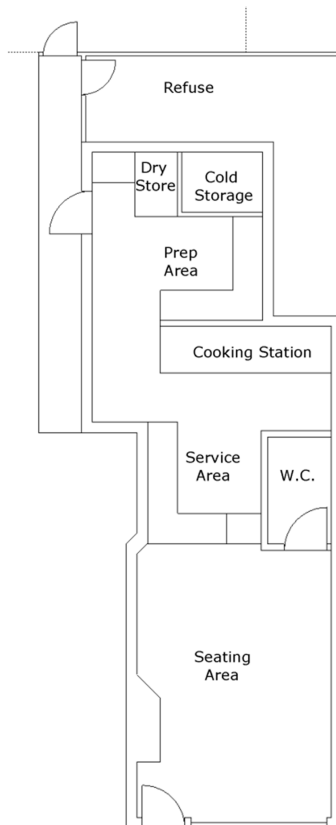 Refuse
Dry
Store
Cold
Storage
Prep
Area
Cooking Station
Service
Area
W.C.
Seating
Area